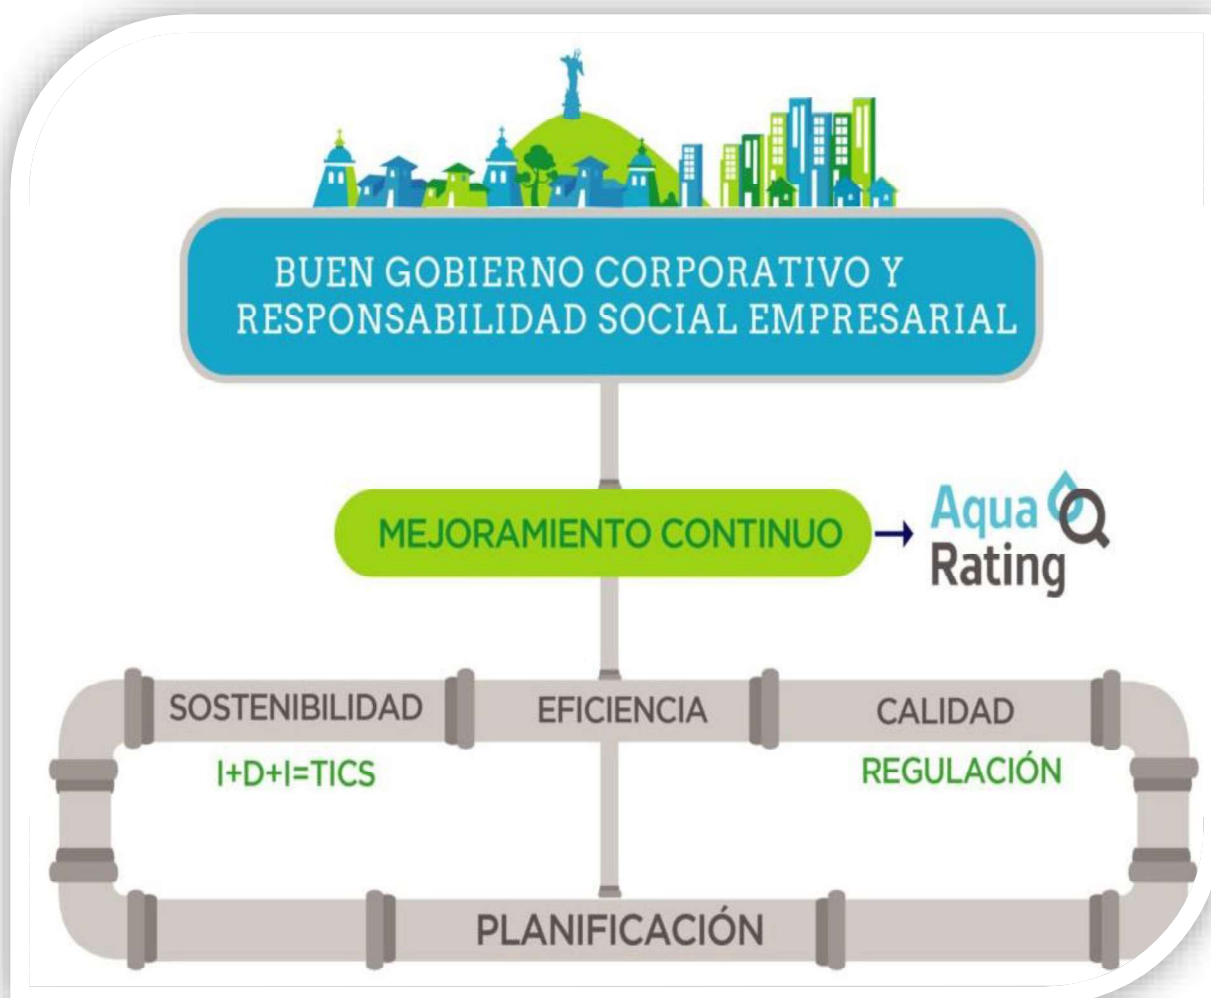 BUEN GOBIERNO CORPORATIVO Y
RESPONSABILIDAD SOCIAL EMPRESARIAL
MEJORAMIENTO CONTINUO
Aqua
Rating
SOSTENIBILIDAD
EFICIENCIA
CALIDAD
I+D+I=TICS
REGULACIÓN
PLANIFICACIÓN